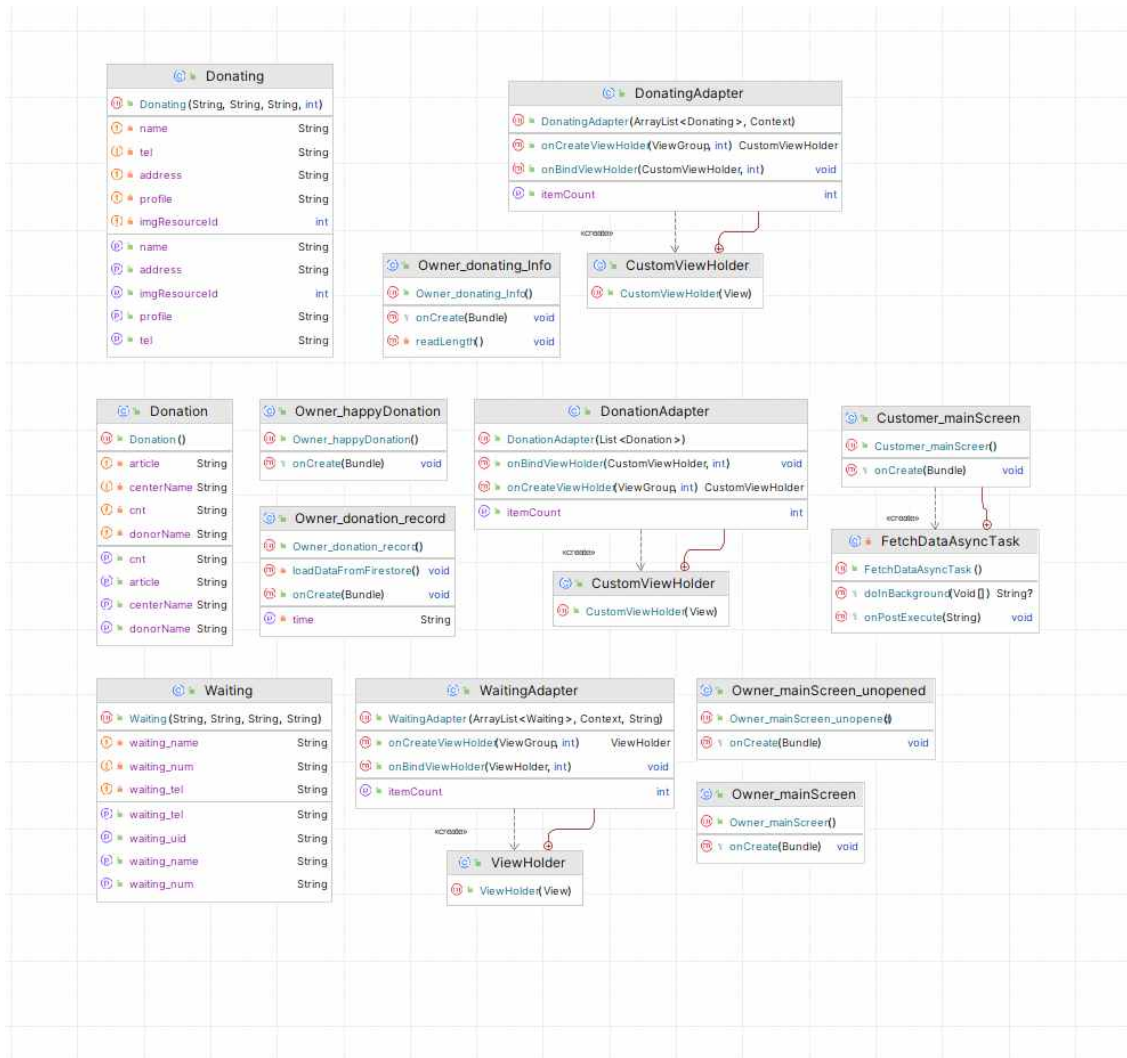 Donating
Donating(String, String, String, int)
name String
tel String
address String
profile String
imgResourceId int
name String
address String
imgResourceId int
profile String
tel String
DonatingAdapter
DonatingAdapter(ArrayList<Donating>, Context)
onCreateViewHolder(ViewGroup, int) CustomViewHolder
onBindViewHolder(CustomViewHolder, int) void
itemCount int
«create»
Owner_donating_Info
Owner_donating_Info()
onCreate(Bundle) void
readLength() void
CustomViewHolder
CustomViewHolder(View)
Donation
Donation()
article String
centerName String
cnt String
donorName String
cnt String
article String
centerName String
donorName String
Owner_happyDonation
Owner_happyDonation()
onCreate(Bundle) void
Owner_donation_record
Owner_donation_record()
loadDataFromFirestore() void
onCreate(Bundle) void
time String
DonationAdapter
DonationAdapter(List<Donation>)
onBindViewHolder(CustomViewHolder, int) void
onCreateViewHolder(ViewGroup, int) CustomViewHolder
itemCount int
«create»
CustomViewHolder
CustomViewHolder(View)
Customer_mainScreen
Customer_mainScreen()
onCreate(Bundle) void
«create»
FetchDataAsyncTask
FetchDataAsyncTask()
doInBackground(Void[]) String?
onPostExecute(String) void
Waiting
Waiting(String, String, String, String)
waiting_name String
waiting_num String
waiting_tel String
waiting_tel String
waiting_uid String
waiting_name String
waiting_num String
WaitingAdapter
WaitingAdapter(ArrayList<Waiting>, Context, String)
onCreateViewHolder(ViewGroup, int) ViewHolder
onBindViewHolder(ViewHolder, int) void
itemCount int
«create»
ViewHolder
ViewHolder(View)
Owner_mainScreen_unopened
Owner_mainScreen_unopened()
onCreate(Bundle) void
Owner_mainScreen
Owner_mainScreen()
onCreate(Bundle) void